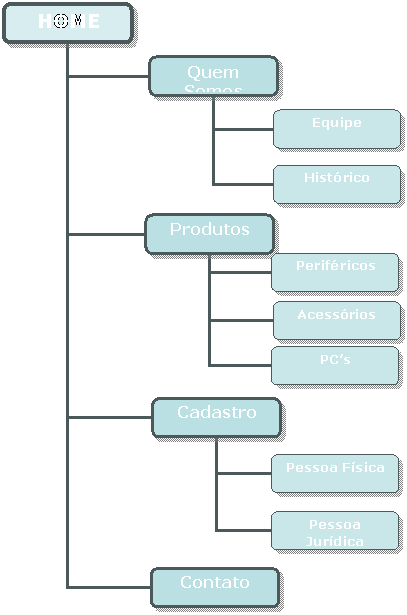 HOME
Quem
Somos
Equipe
Histórico
Produtos
Periféricos
Acessórios
PC’s
Cadastro
Pessoa Física
Pessoa
Jurídica
Contato